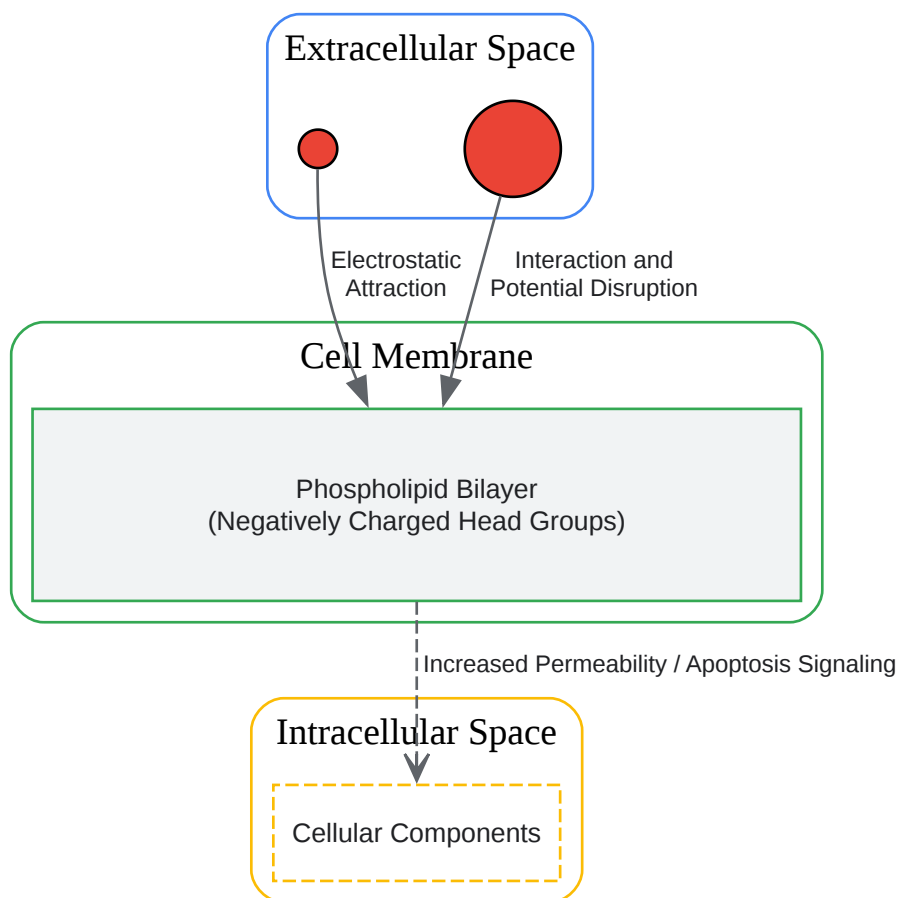 Extracellular Space
Electrostatic
Attraction
Interaction and
Potential Disruption
Cell Membrane
Phospholipid Bilayer
(Negatively Charged Head Groups)
Increased Permeability / Apoptosis Signaling
Intracellular Space
Cellular Components